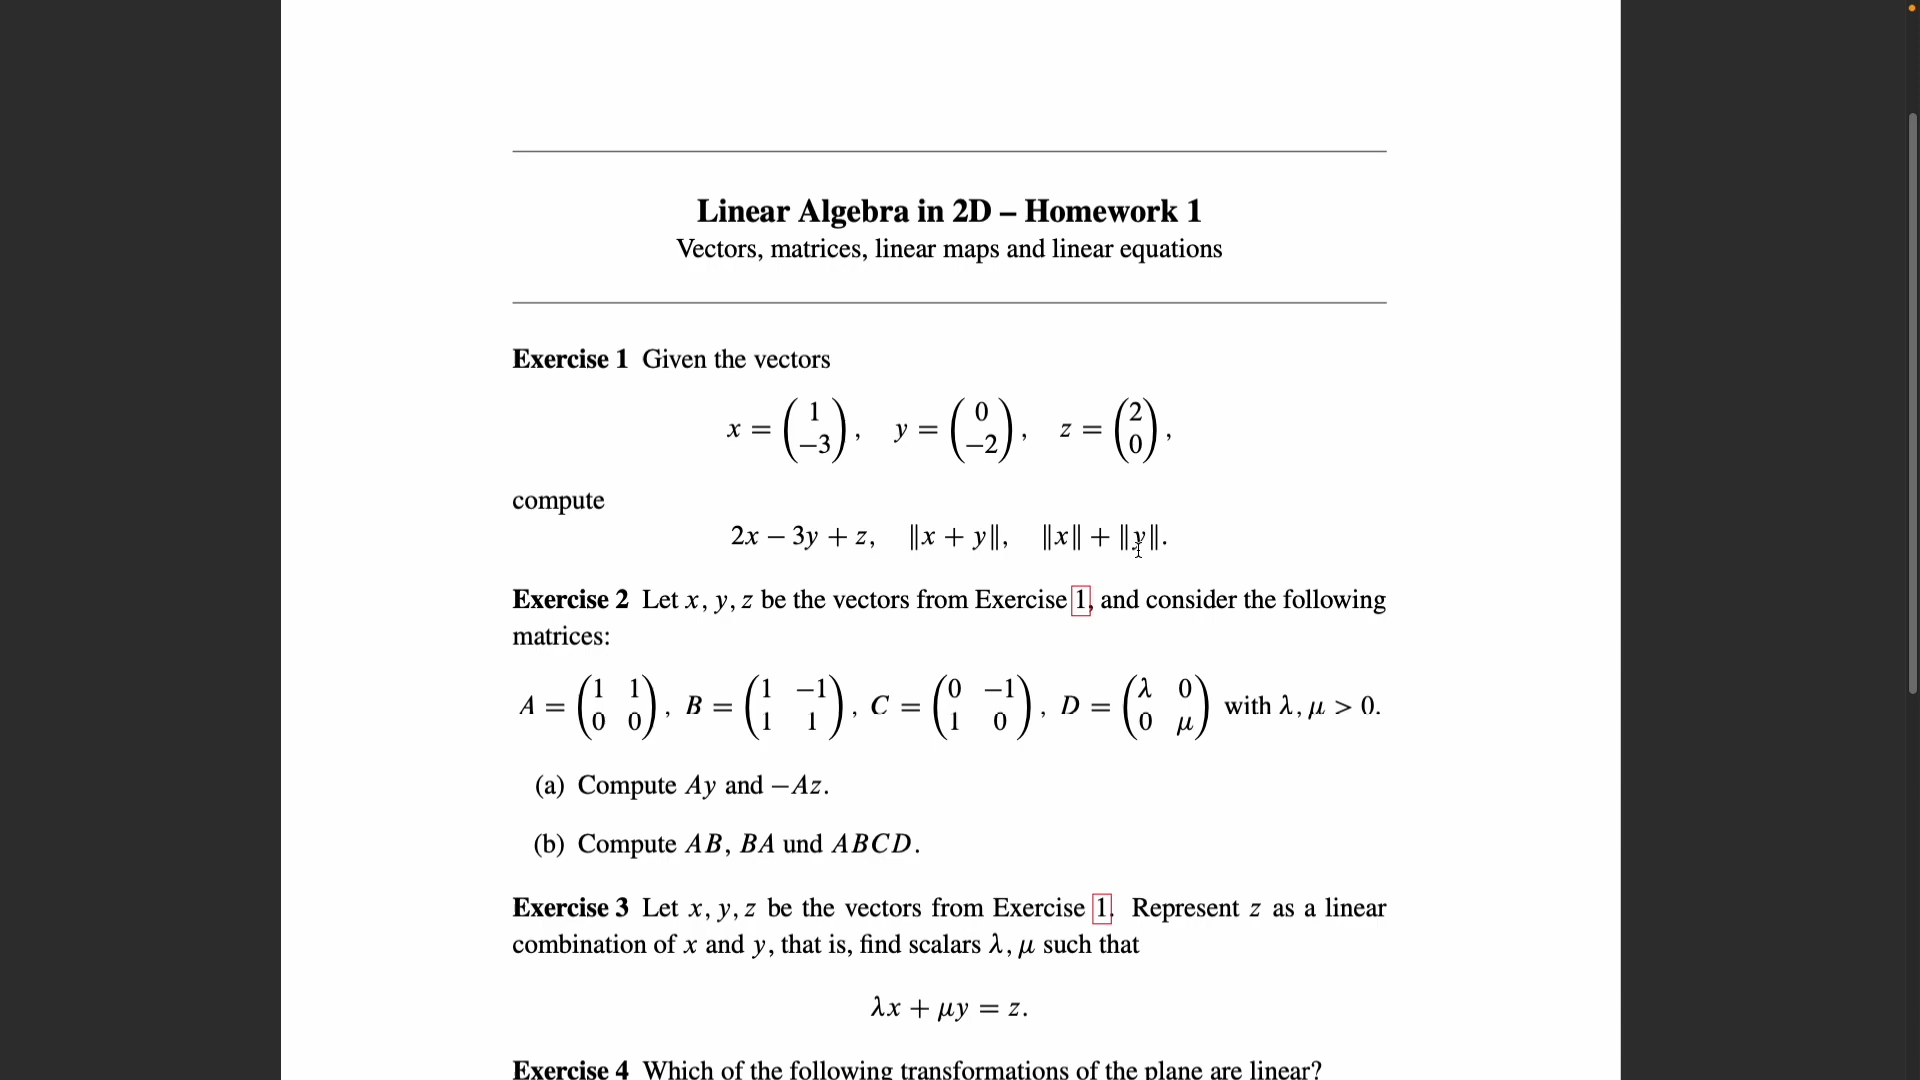 Linear Algebra in 2D – Homework 1
Vectors, matrices, linear maps and linear equations
Exercise 1 Given the vectors
x = (1 −3), y = (0 −2), z = (2 0),
compute
2x − 3y + z, ‖x + y‖, ‖x‖ + ‖y‖.
Exercise 2 Let x, y, z be the vectors from Exercise 1, and consider the following
matrices:
A = (1 1 0 0), B = (1 −1 1 1), C = (0 −1 1 0), D = (λ 0 0 μ) with λ, μ > 0.
(a) Compute Ay and −Az.
(b) Compute AB, BA und ABCD.
Exercise 3 Let x, y, z be the vectors from Exercise 1. Represent z as a linear
combination of x and y, that is, find scalars λ, μ such that
λx + μy = z.
Exercise 4 Which of the following transformations of the plane are linear?